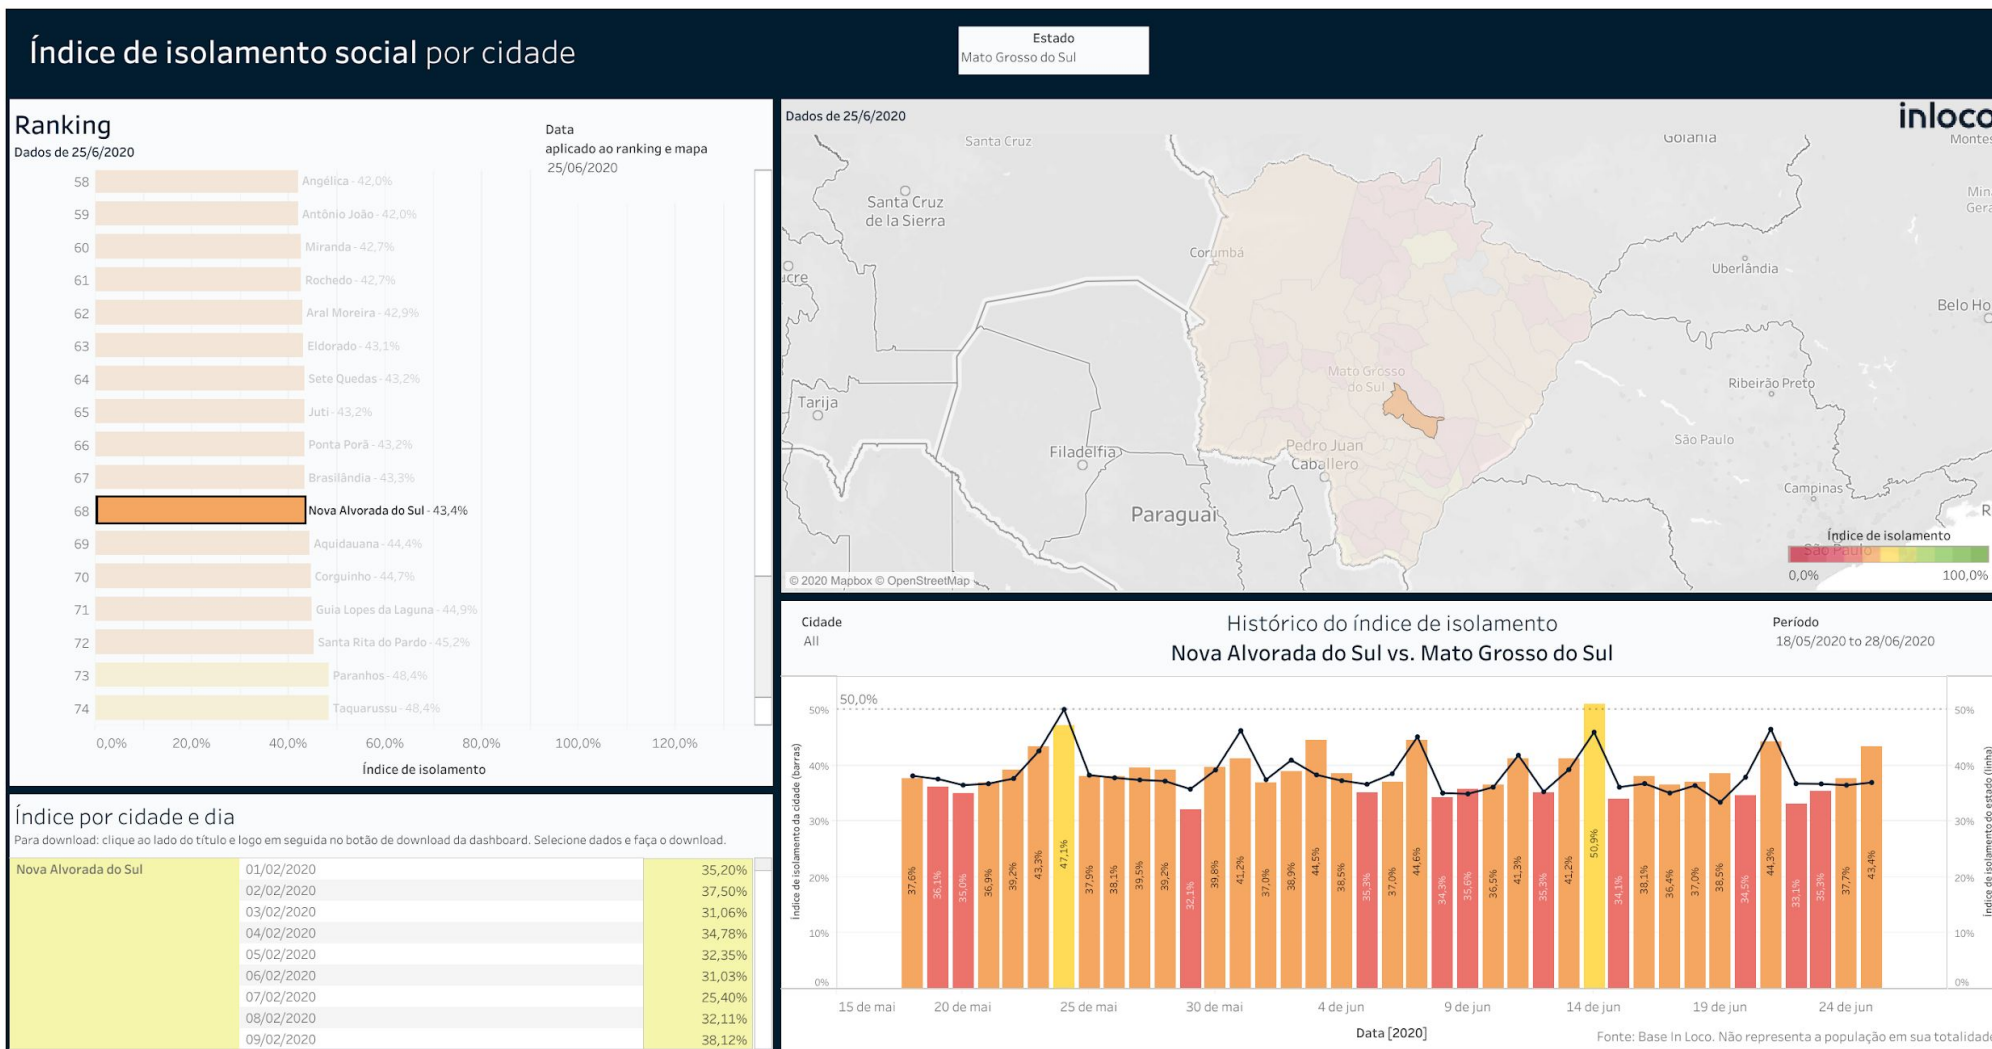 Índice de isolamento social por cidade
Estado
Mato Grosso do Sul
Ranking
Dados de 25/6/2020
Data
aplicado ao ranking e mapa
25/06/2020
58 Angélica - 42,0%
59 Antônio João - 42,0%
60 Miranda - 42,7%
61 Rochedo - 42,7%
62 Aral Moreira - 42,9%
63 Eldorado - 43,1%
64 Sete Quedas - 43,2%
65 Juti - 43,2%
66 Ponta Porã - 43,2%
67 Brasilândia - 43,3%
68 Nova Alvorada do Sul - 43,4%
69 Aquidauana - 44,4%
70 Corguinho - 44,7%
71 Guia Lopes da Laguna - 44,9%
72 Santa Rita do Pardo - 45,2%
73 Paranhos - 48,4%
74 Taquarussu - 48,4%
0,0% 20,0% 40,0% 60,0% 80,0% 100,0% 120,0%
Índice de isolamento
Índice por cidade e dia
Para download: clique ao lado do título e logo em seguida no botão de download da dashboard. Selecione dados e faça o download.
Nova Alvorada do Sul 01/02/2020 35,20%
02/02/2020 37,50%
03/02/2020 31,06%
04/02/2020 34,78%
05/02/2020 32,35%
06/02/2020 31,03%
07/02/2020 25,40%
08/02/2020 32,11%
09/02/2020 38,12%
Dados de 25/6/2020
inloco
Santa Cruz
Goiânia
Montes
Santa Cruz
de la Sierra
Min
Gera
Corumbá
ucre
Uberlândia
Belo Ho
Mato Grosso
do Sul
Ribeirão Preto
Tarija
São Paulo
Filadélfia
Pedro Juan
Caballero
Campinas
Paraguai
R
Índice de isolamento
São Paulo
0,0% 100,0%
© 2020 Mapbox © OpenStreetMap
Cidade
All
Histórico do índice de isolamento
Nova Alvorada do Sul vs. Mato Grosso do Sul
Período
18/05/2020 to 28/06/2020
50,0%
Índice de isolamento da cidade (barras)
50%
40%
30%
20%
10%
0%
37,6% 36,1% 35,0% 36,9% 39,2% 43,3% 47,1% 37,9% 38,1% 39,5% 39,2% 32,1% 39,8% 41,2% 37,0% 38,9% 44,5% 38,5% 35,3% 37,0% 44,6% 34,3% 35,6% 36,5% 41,3% 35,3% 41,2% 50,9% 34,1% 38,1% 36,4% 37,0% 38,5% 34,5% 44,3% 33,1% 35,3% 37,7% 43,4%
50%
40%
30%
20%
10%
0%
Índice de isolamento do estado (linha)
15 de mai 20 de mai 25 de mai 30 de mai 4 de jun 9 de jun 14 de jun 19 de jun 24 de jun
Data [2020]
Fonte: Base In Loco. Não representa a população em sua totalidade